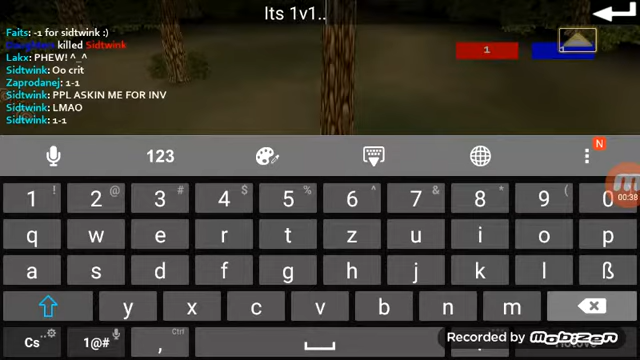 Its 1v1..
Faits: -1 for sidtwink :)
killed Sidtwink
Lakx: PHEW! ^_^
Sidtwink: Oo crit
Zaprodanej: 1-1
Sidtwink: PPL ASKIN ME FOR INV
Sidtwink: LMAO
Sidtwink: 1-1
1
123
N
00:38
1 ! 2 @ 3 # 4 $ 5 % 6 ^ 7 & 8 * 9 ( 0
q w e r t z u i o p
a s d f g h j k l ß
y x c v b n m
Cs 1@# , Ctrl .
Recorded by Mobizen